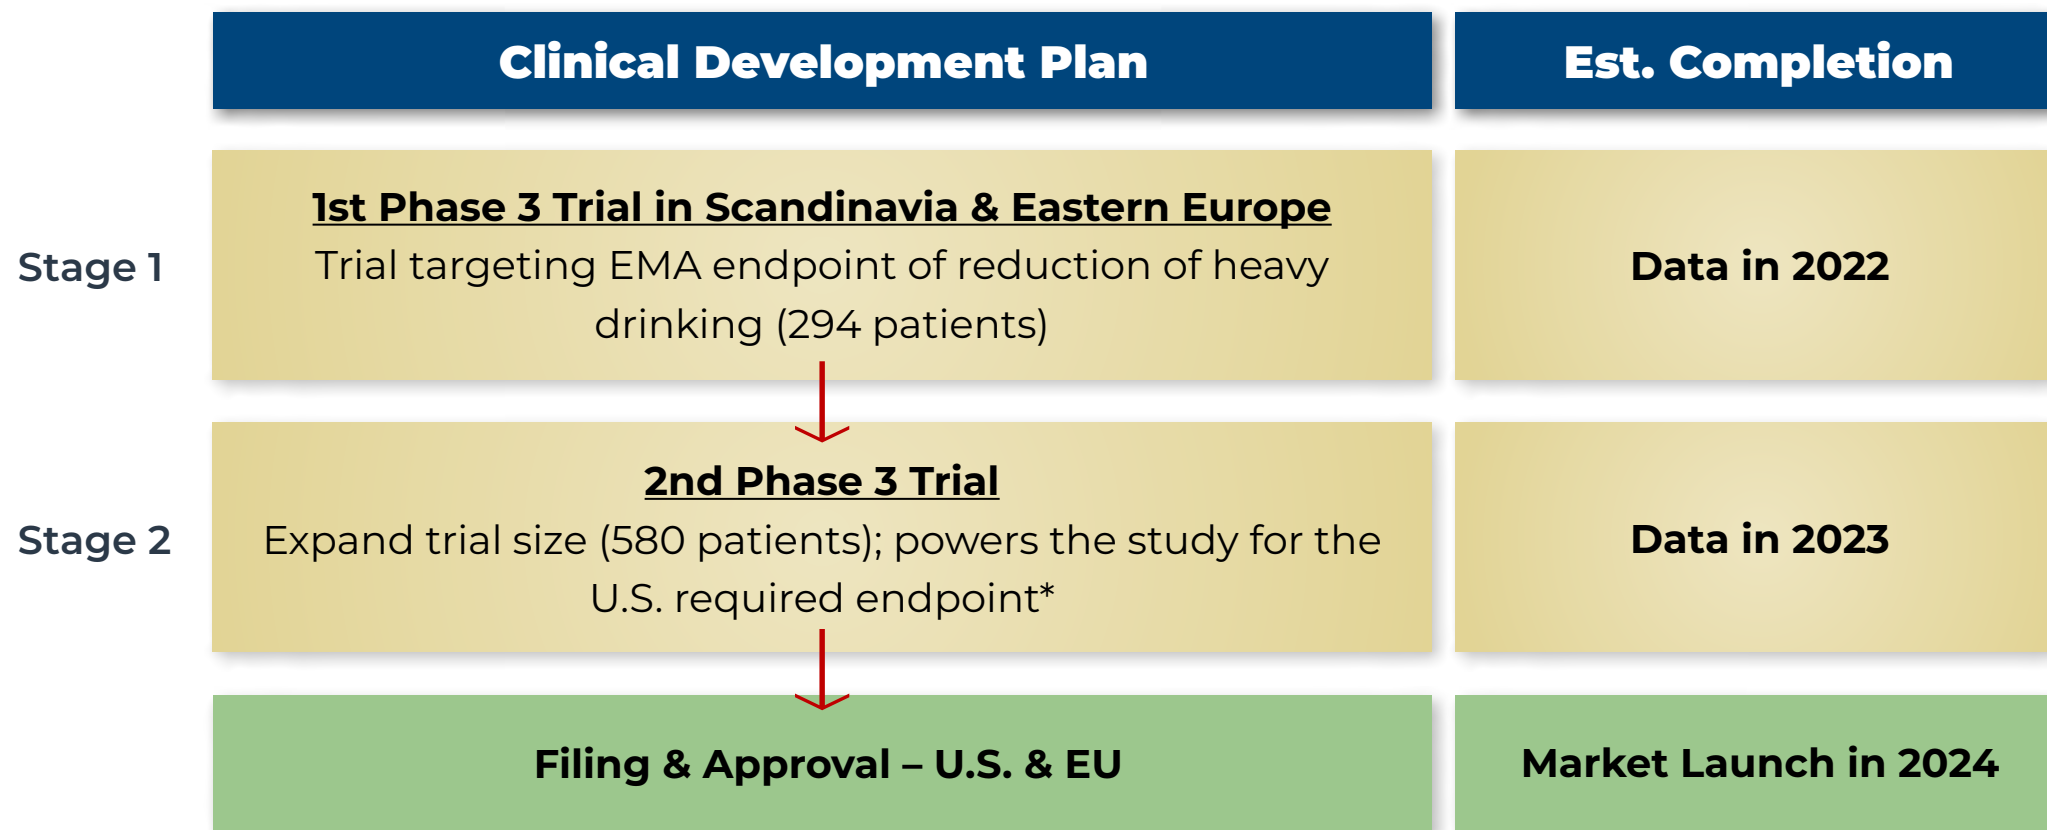 Clinical Development Plan
Est. Completion
Stage 1
1st Phase 3 Trial in Scandinavia & Eastern Europe
Trial targeting EMA endpoint of reduction of heavy
drinking (294 patients)
Data in 2022
Stage 2
2nd Phase 3 Trial
Expand trial size (580 patients); powers the study for the
U.S. required endpoint*
Data in 2023
Filing & Approval – U.S. & EU
Market Launch in 2024